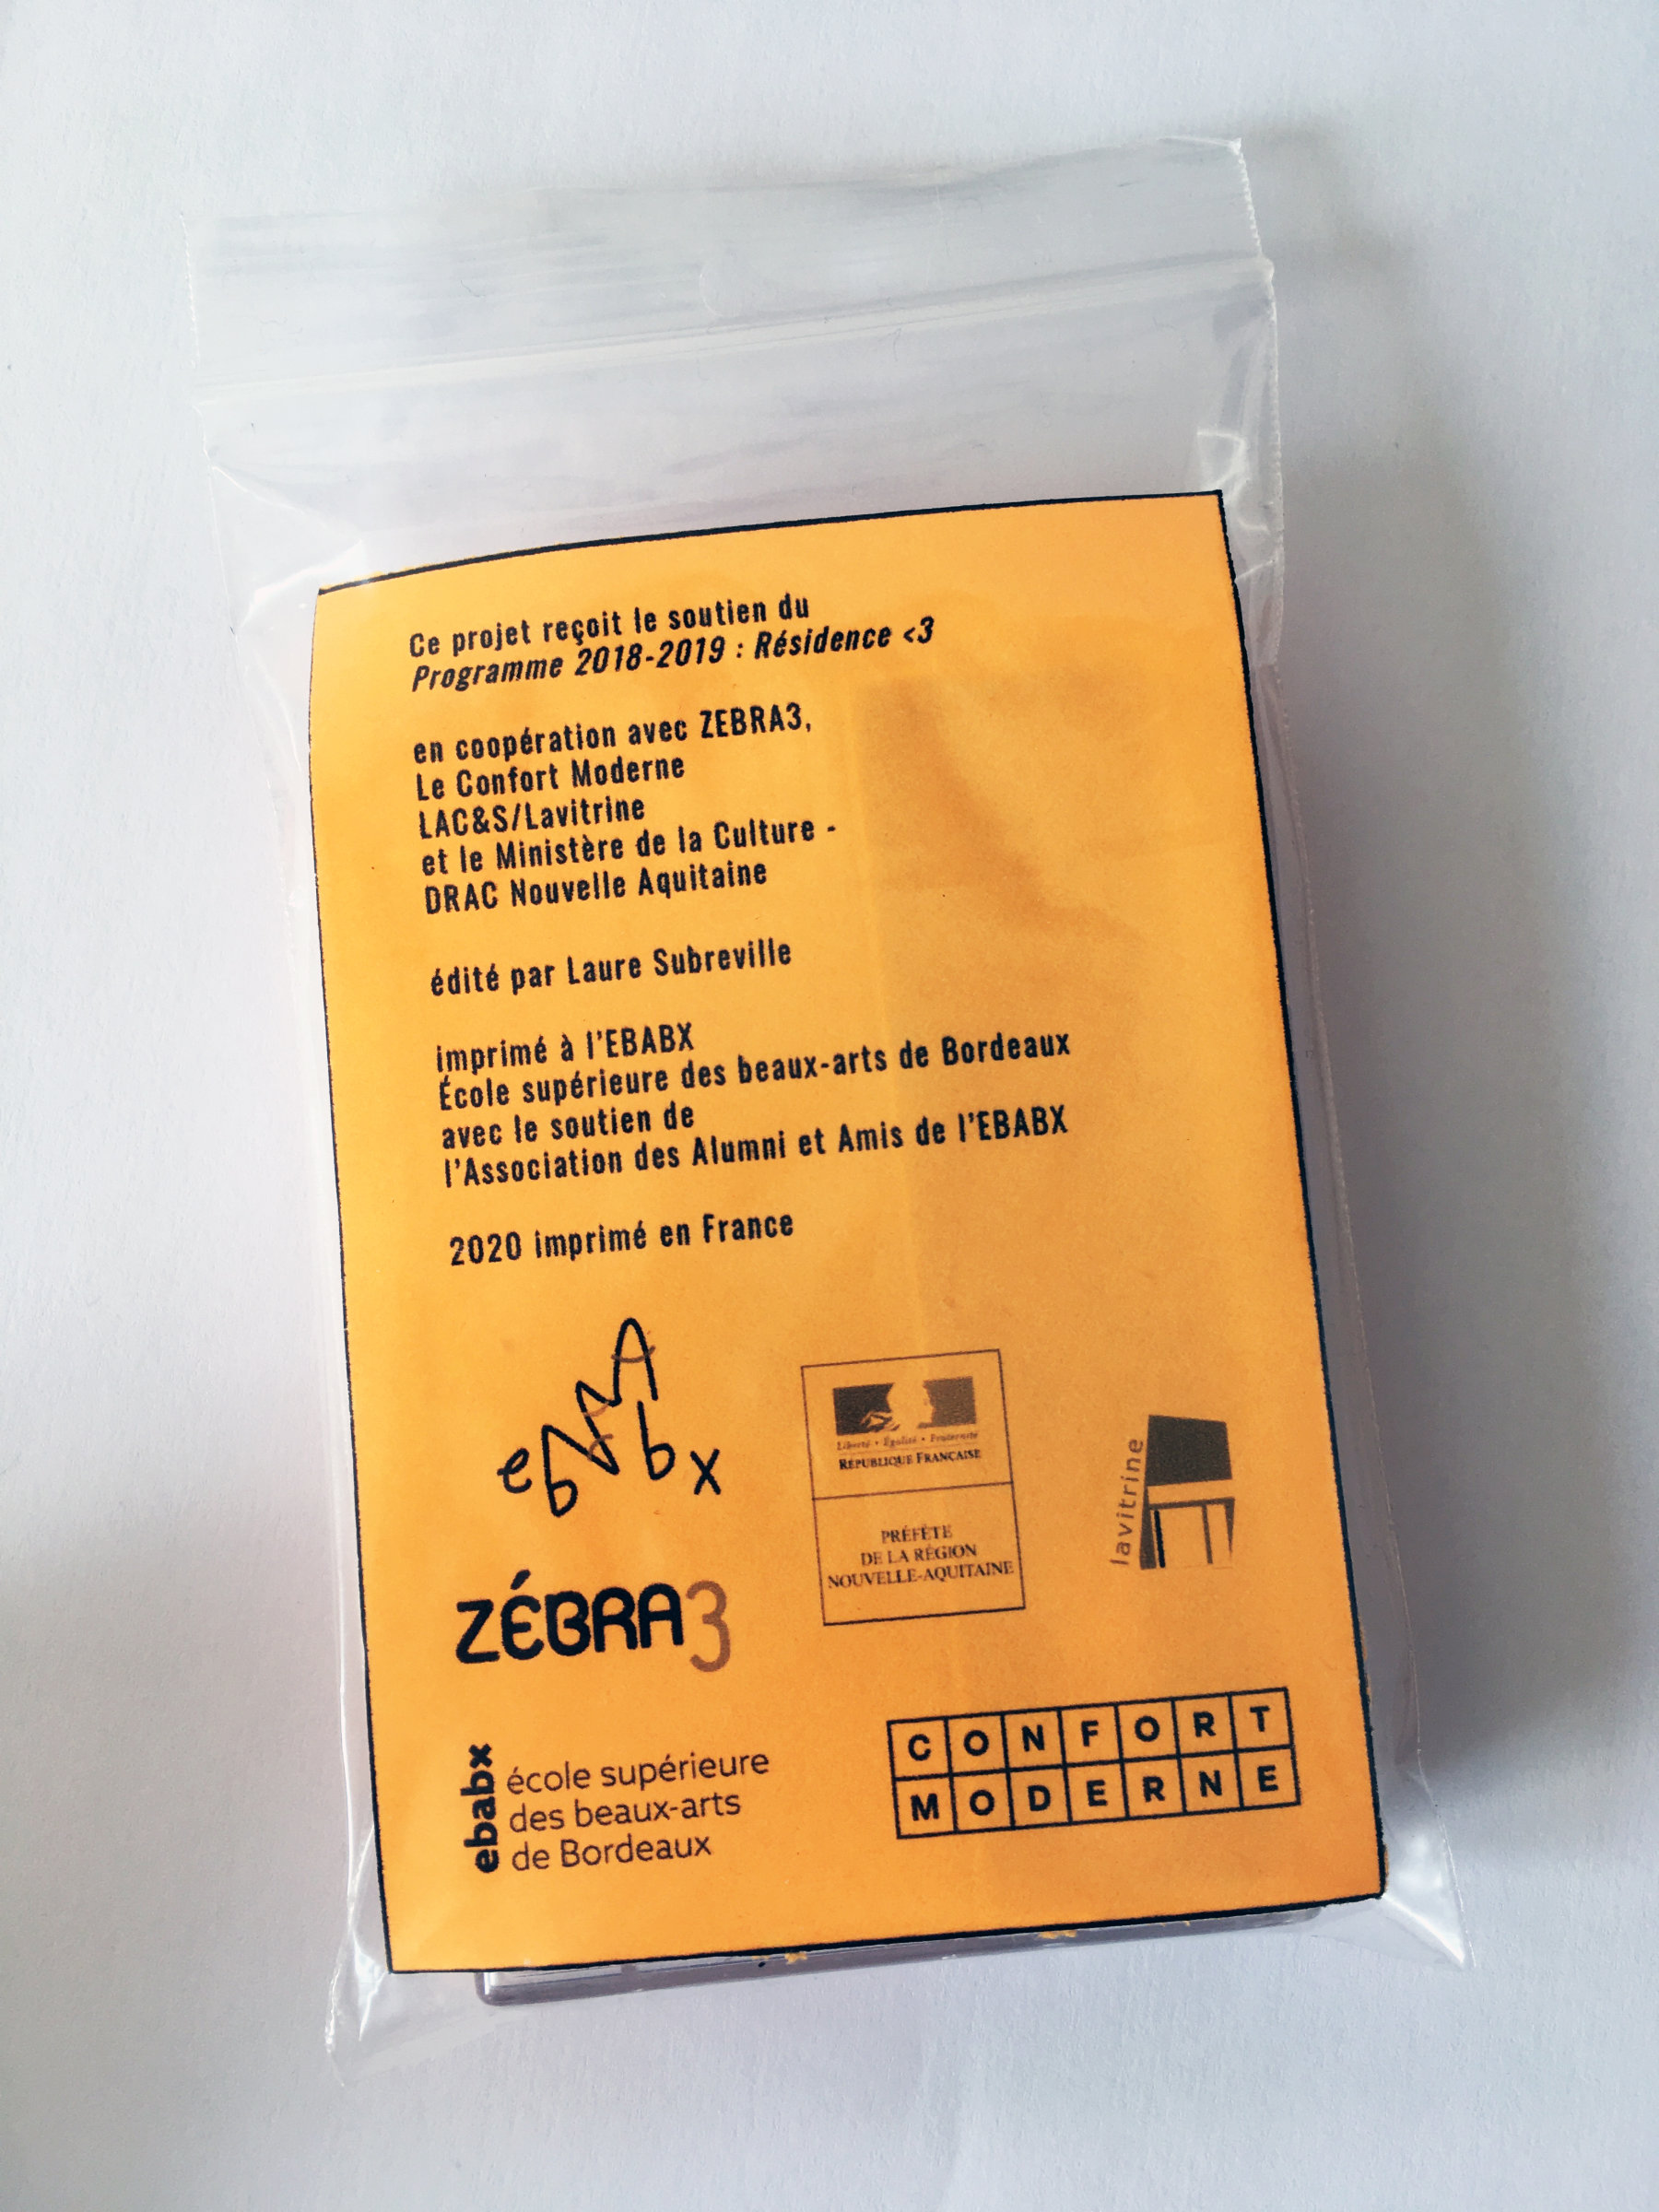 Ce projet reçoit le soutien du
Programme 2018-2019 : Résidence <3
en coopération avec ZEBRA3,
Le Confort Moderne
LAC&S/Lavitrine
et le Ministère de la Culture -
DRAC Nouvelle Aquitaine
édité par Laure Subreville
imprimé à l'EBABX
École supérieure des beaux-arts de Bordeaux
avec le soutien de
l'Association des Alumni et Amis de l'EBABX
2020 imprimé en France
Liberté • Égalité • Fraternité
RÉPUBLIQUE FRANÇAISE
PRÉFÈTE
DE LA RÉGION
NOUVELLE-AQUITAINE
lavitrine
ZÉBRA3
ebabx
école supérieure
des beaux-arts
de Bordeaux
CONFORT
MODERNE